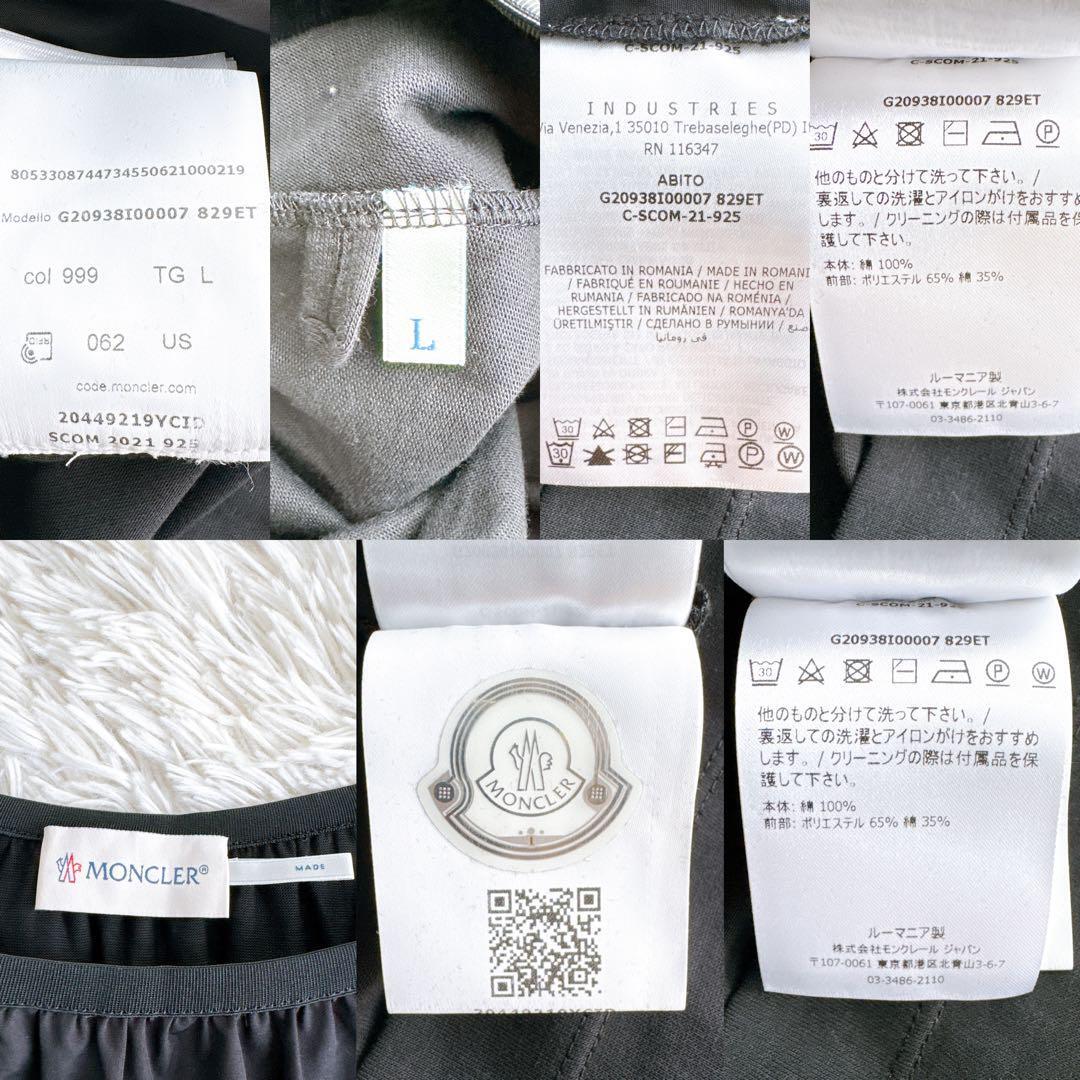 8053308744734550621000219
Modello G20938I00007 829ET
col 999 TG L
RFID
062 US
code.moncler.com
20449219YCID
SCOM 2021 925
L
C-SCOM-21-925
INDUSTRIES
Via Venezia,1 35010 Trebaseleghe(PD) It
RN 116347
ABITO
G20938I00007 829ET
C-SCOM-21-925
FABBRICATO IN ROMANIA / MADE IN ROMANI
/ FABRIQUÉ EN ROUMANIE / HECHO EN
RUMANIA / FABRICADO NA ROMÉNIA /
HERGESTELLT IN RUMÄNIEN / ROMANYA'DA
ÜRETILMIŞTIR / СДЕЛАНО В РУМЫНИИ / صنع
في رومانيا
30 P W
30 P W
C-SCOM-21-925
G20938I00007 829ET
30 P
他のものと分けて洗って下さい。/
裏返しての洗濯とアイロンがけをおすすめ
します。/ クリーニングの際は付属品を保
護して下さい。
本体: 綿 100%
前部: ポリエステル 65% 綿 35%
ルーマニア製
株式会社モンクレール ジャパン
〒107-0061 東京都港区北青山3-6-7
03-3486-2110
MONCLER®
MADE
MONCLER
1
20449219YCID
C-SCOM-21-925
G20938I00007 829ET
30 P W
他のものと分けて洗って下さい。/
裏返しての洗濯とアイロンがけをおすすめ
します。/ クリーニングの際は付属品を保
護して下さい。
本体: 綿 100%
前部: ポリエステル 65% 綿 35%
ルーマニア製
株式会社モンクレール ジャパン
〒107-0061 東京都港区北青山3-6-7
03-3486-2110